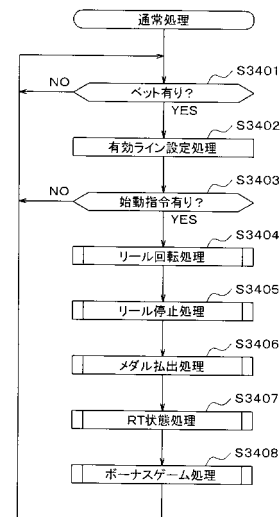 通常処理
S3401
NO
ベット有り?
YES
S3402
有効ライン設定処理
S3403
NO
始動指令有り?
YES
S3404
リール回転処理
S3405
リール停止処理
S3406
メダル払出処理
S3407
RT状態処理
S3408
ボーナスゲーム処理